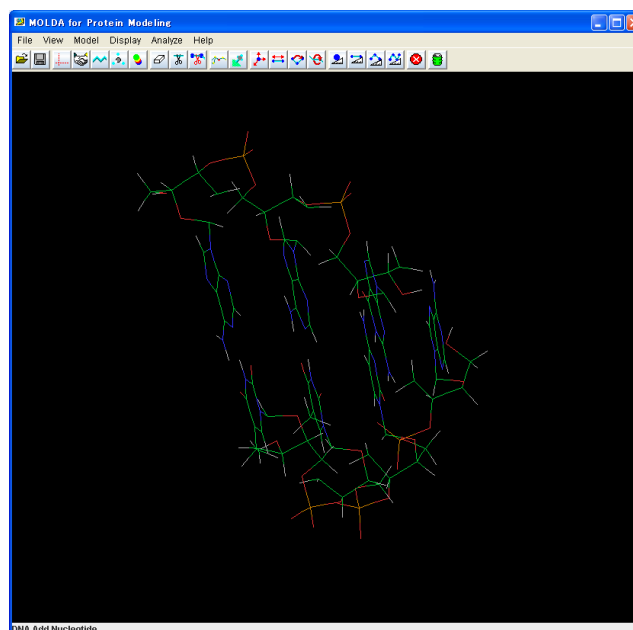 MOLDA for Protein Modeling
File View Model Display Analyze Help
DNA Add Nucleotide